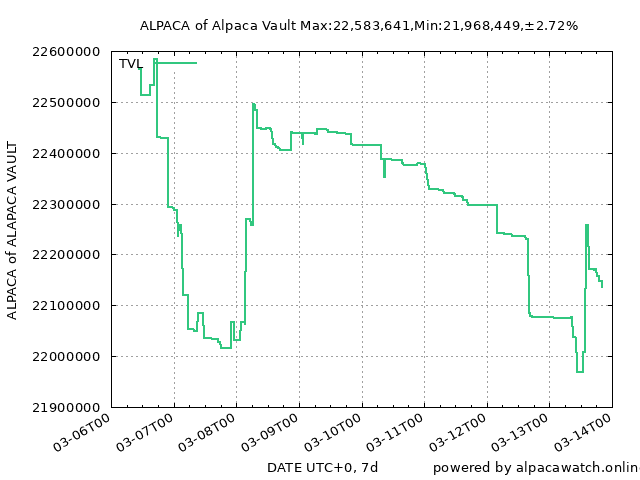 ALPACA of Alpaca Vault Max:22,583,641,Min:21,968,449,±2.72%
22600000
TVL
22500000
22400000
22300000
22200000
22100000
22000000
21900000
ALPACA of ALAPACA VAULT
03-06T00
03-07T00
03-08T00
03-09T00
03-10T00
03-11T00
03-12T00
03-13T00
03-14T00
DATE UTC+0, 7d
powered by alpacawatch.onlin